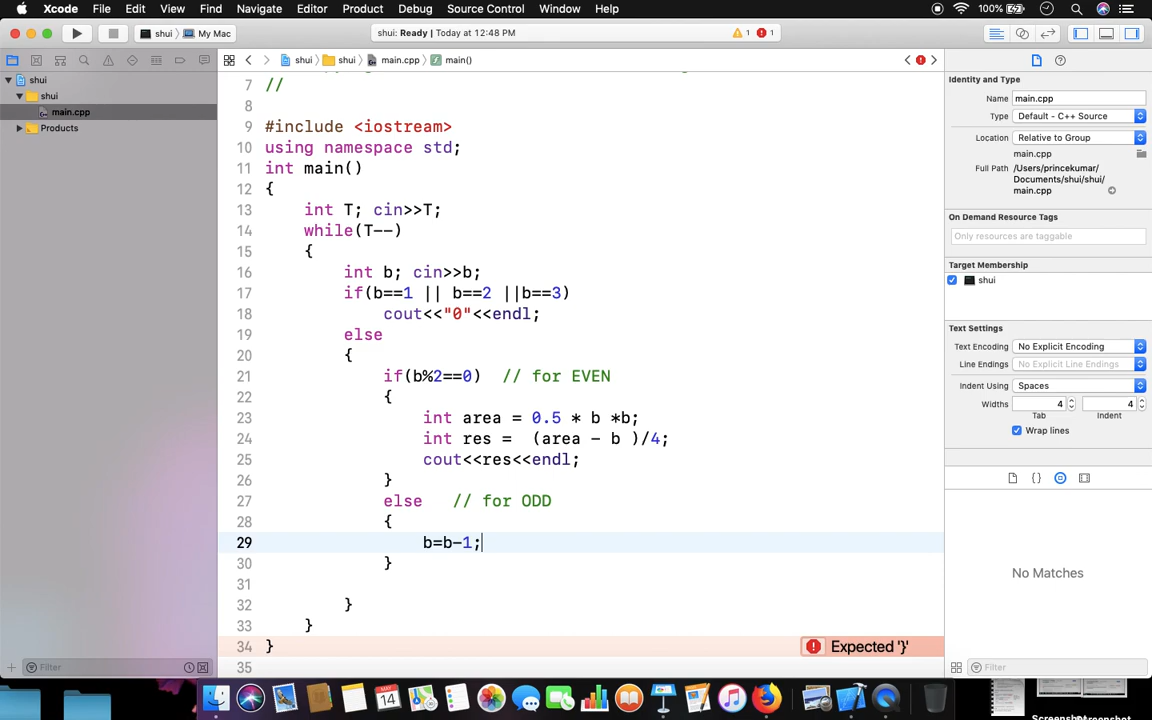 Xcode File Edit View Find Navigate Editor Product Debug Source Control Window Help 100%
shui My Mac shui: Ready | Today at 12:48 PM 1 1
shui shui main.cpp main()
shui
shui
main.cpp
Products
7 //
8
9 #include <iostream>
10 using namespace std;
11 int main()
12 {
13 int T; cin>>T;
14 while(T--)
15 {
16 int b; cin>>b;
17 if(b==1 || b==2 ||b==3)
18 cout<<"0"<<endl;
19 else
20 {
21 if(b%2==0) // for EVEN
22 {
23 int area = 0.5 * b *b;
24 int res = (area - b )/4;
25 cout<<res<<endl;
26 }
27 else // for ODD
28 {
29 b=b-1;
30 }
31
32 }
33 }
34 } Expected '}'
35
Identity and Type
Name main.cpp
Type Default - C++ Source
Location Relative to Group
main.cpp
Full Path /Users/princekumar/
Documents/shui/shui/
main.cpp
On Demand Resource Tags
Only resources are taggable
Target Membership
shui
Text Settings
Text Encoding No Explicit Encoding
Line Endings No Explicit Line Endings
Indent Using Spaces
Widths 4 4
Tab Indent
Wrap lines
No Matches
Filter
Filter
MAY
14